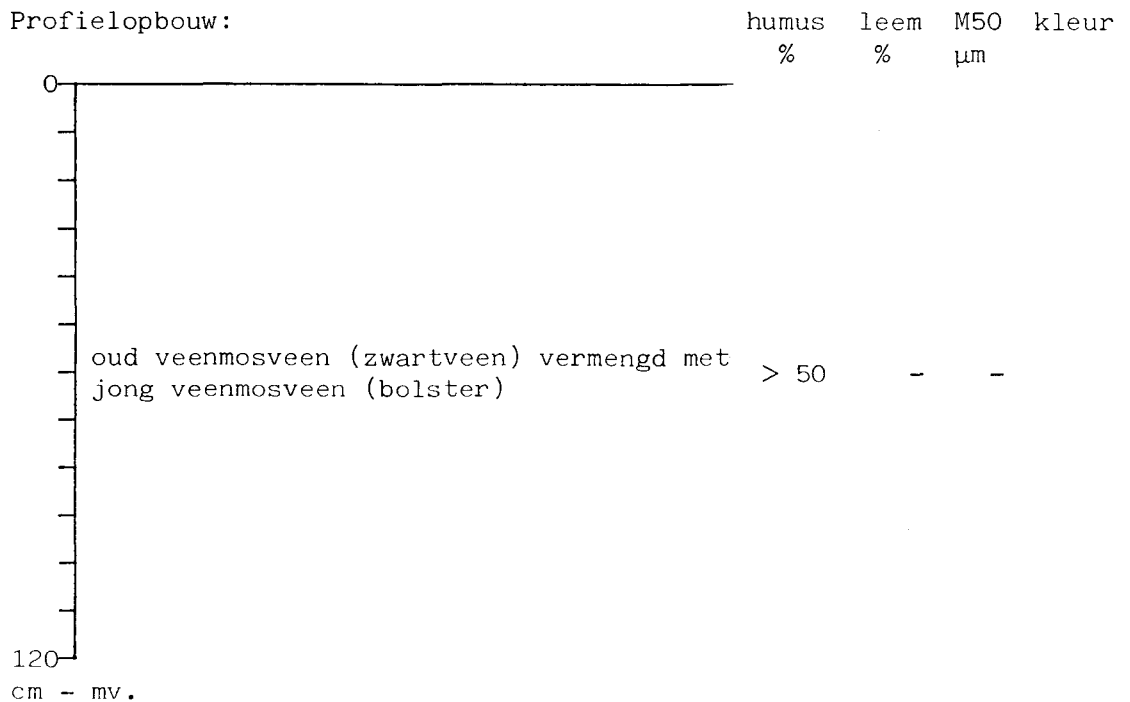 Profielopbouw: humus leem M50 kleur
% % µm
0
oud veenmosveen (zwartveen) vermengd met
jong veenmosveen (bolster) > 50 - -
120
cm - mv.